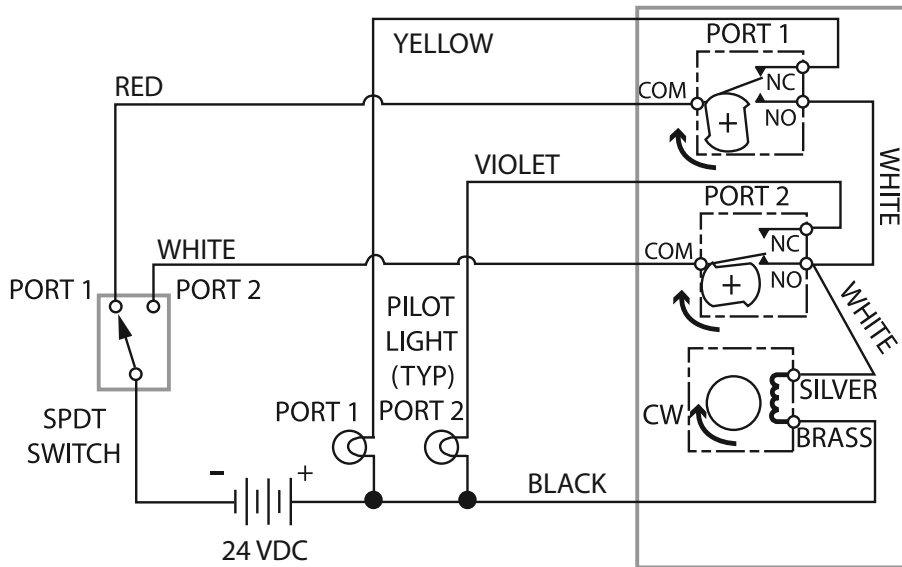 YELLOW
PORT 1
RED
COM
NC
NO
VIOLET
WHITE
PORT 2
WHITE
COM
NC
NO
PORT 1
PORT 2
WHITE
PILOT
LIGHT
(TYP)
PORT 1
PORT 2
CW
SILVER
BRASS
SPDT
SWITCH
-
+
BLACK
24 VDC